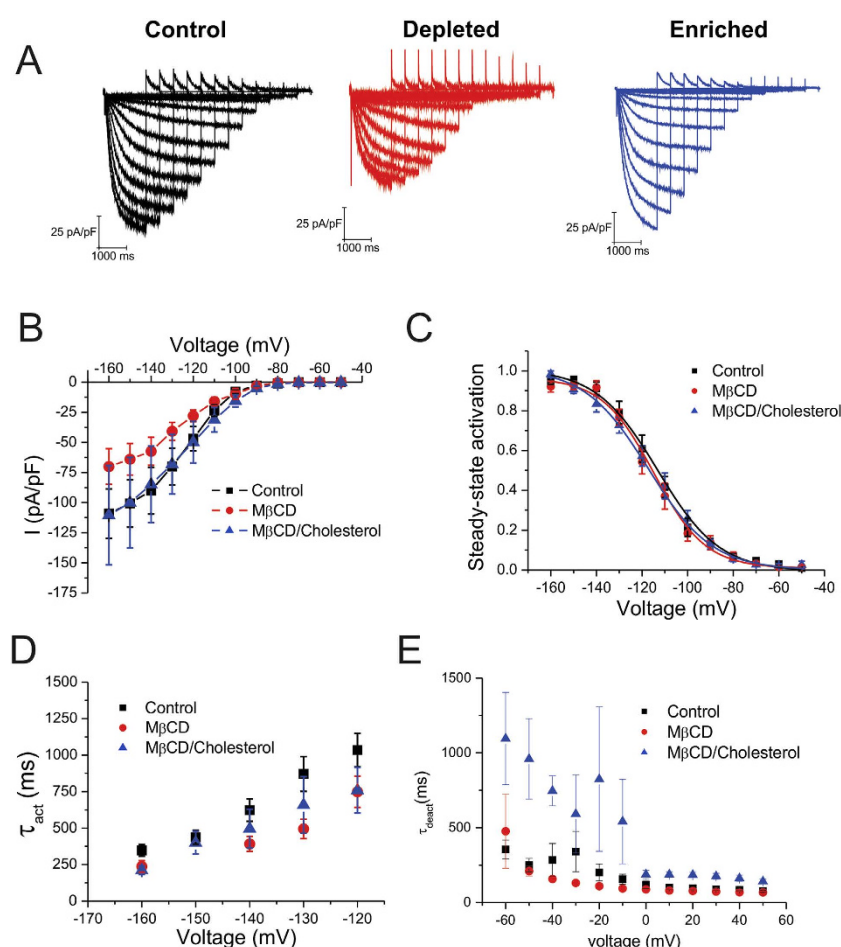 Control Depleted Enriched
A
25 pA/pF
1000 ms
25 pA/pF
1000 ms
25 pA/pF
1000 ms
B
Voltage (mV)
-160 -140 -120 -100 -80 -60 -40
0
-25
-50
-75
-100
-125
-150
-175
I (pA/pF)
Control
MβCD
MβCD/Cholesterol
C
1.0
0.8
0.6
0.4
0.2
0.0
Steady-state activation
Control
MβCD
MβCD/Cholesterol
-160 -140 -120 -100 -80 -60 -40
Voltage (mV)
D
1500
1250
1000
750
500
250
0
τact (ms)
Control
MβCD
MβCD/Cholesterol
-170 -160 -150 -140 -130 -120
Voltage (mV)
E
1500
1000
500
0
τdeact(ms)
Control
MβCD
MβCD/Cholesterol
-60 -40 -20 0 20 40 60
voltage (mV)